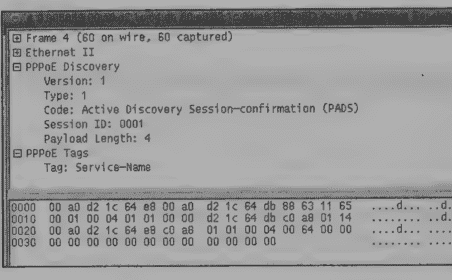 Frame 4 (60 on wire, 60 captured)
Ethernet II
PPPoE Discovery
Version: 1
Type: 1
Code: Active Discovery Session-confirmation (PADS)
Session ID: 0001
Payload Length: 4
PPPoE Tags
Tag: Service-Name
0000 00 a0 d2 1c 64 e8 00 a0 d2 1c 64 db 88 63 11 65 ....d... ..d.
0010 00 01 00 04 01 01 00 00 d2 1c 64 db c0 a8 01 14 ........ ..d.
0020 00 a0 d2 1c 64 e8 c0 a8 01 01 00 04 00 64 00 00 ....d... ....
0030 00 00 00 00 00 00 00 00 00 00 00 00 ........ ....